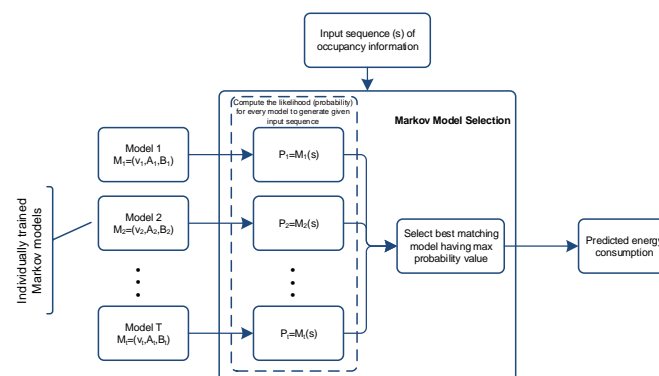 Input sequence (s) of
occupancy information
Compute the likelihood (probability)
for every model to generate given
input sequence
Markov Model Selection
Model 1
M₁=(v₁,A₁,B₁)
P₁=M₁(s)
Individually trained
Markov models
Model 2
M₂=(v₂,A₂,B₂)
P₂=M₂(s)
Select best matching
model having max
probability value
Predicted energy
consumption
Model T
Mₜ=(vₜ,Aₜ,Bₜ)
Pₜ=Mₜ(s)